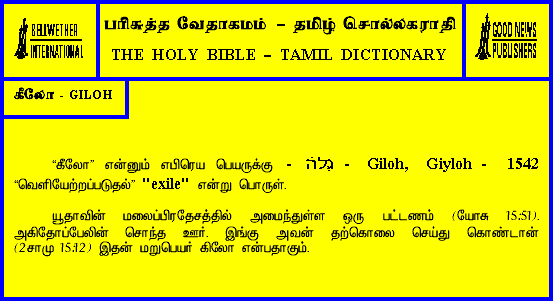 BELLWETHER
INTERNATIONAL
பரிசுத்த வேதாகமம் – தமிழ் சொல்லகராதி
THE HOLY BIBLE – TAMIL DICTIONARY
GOOD NEWS
PUBLISHERS
கீலோ - GILOH
“கீலோ” என்னும் எபிரெய பெயருக்கு - גִּלֹה - Giloh, Giyloh - 1542
“வெளியேற்றப்படுதல்” "exile" என்று பொருள்.
யூதாவின் மலைப்பிரதேசத்தில் அமைந்துள்ள ஒரு பட்டணம் (யோசு 15:51).
அகிதோப்பேலின் சொந்த ஊர். இங்கு அவன் தற்கொலை செய்து கொண்டான்
(2சாமு 15:12) இதன் மறுபெயர் கிலோ என்பதாகும்.